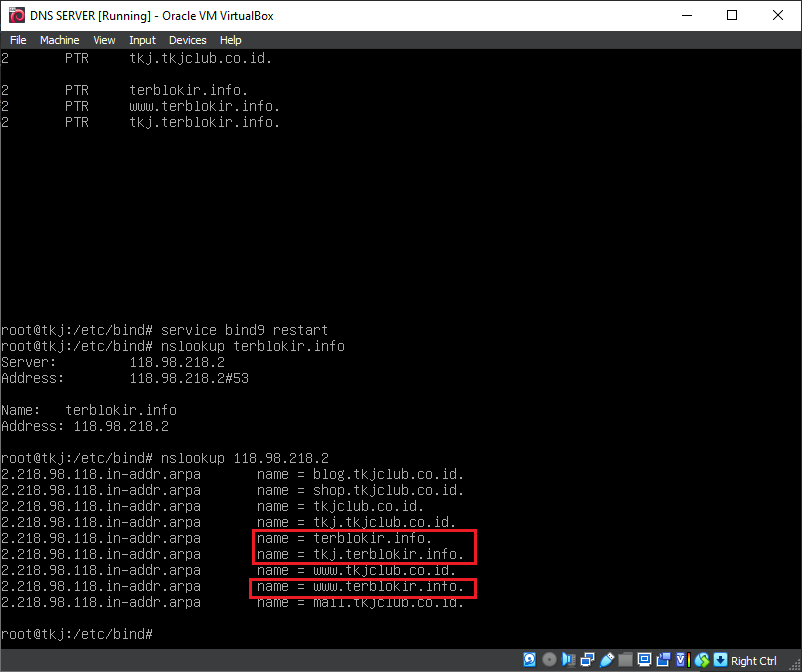 DNS SERVER [Running] - Oracle VM VirtualBox
File Machine View Input Devices Help
2 PTR tkj.tkjclub.co.id.
2 PTR terblokir.info.
2 PTR www.terblokir.info.
2 PTR tkj.terblokir.info.
root@tkj:/etc/bind# service bind9 restart
root@tkj:/etc/bind# nslookup terblokir.info
Server: 118.98.218.2
Address: 118.98.218.2#53
Name: terblokir.info
Address: 118.98.218.2
root@tkj:/etc/bind# nslookup 118.98.218.2
2.218.98.118.in-addr.arpa name = blog.tkjclub.co.id.
2.218.98.118.in-addr.arpa name = shop.tkjclub.co.id.
2.218.98.118.in-addr.arpa name = tkjclub.co.id.
2.218.98.118.in-addr.arpa name = tkj.tkjclub.co.id.
2.218.98.118.in-addr.arpa name = terblokir.info.
2.218.98.118.in-addr.arpa name = tkj.terblokir.info.
2.218.98.118.in-addr.arpa name = www.tkjclub.co.id.
2.218.98.118.in-addr.arpa name = www.terblokir.info.
2.218.98.118.in-addr.arpa name = mail.tkjclub.co.id.
root@tkj:/etc/bind#
Right Ctrl